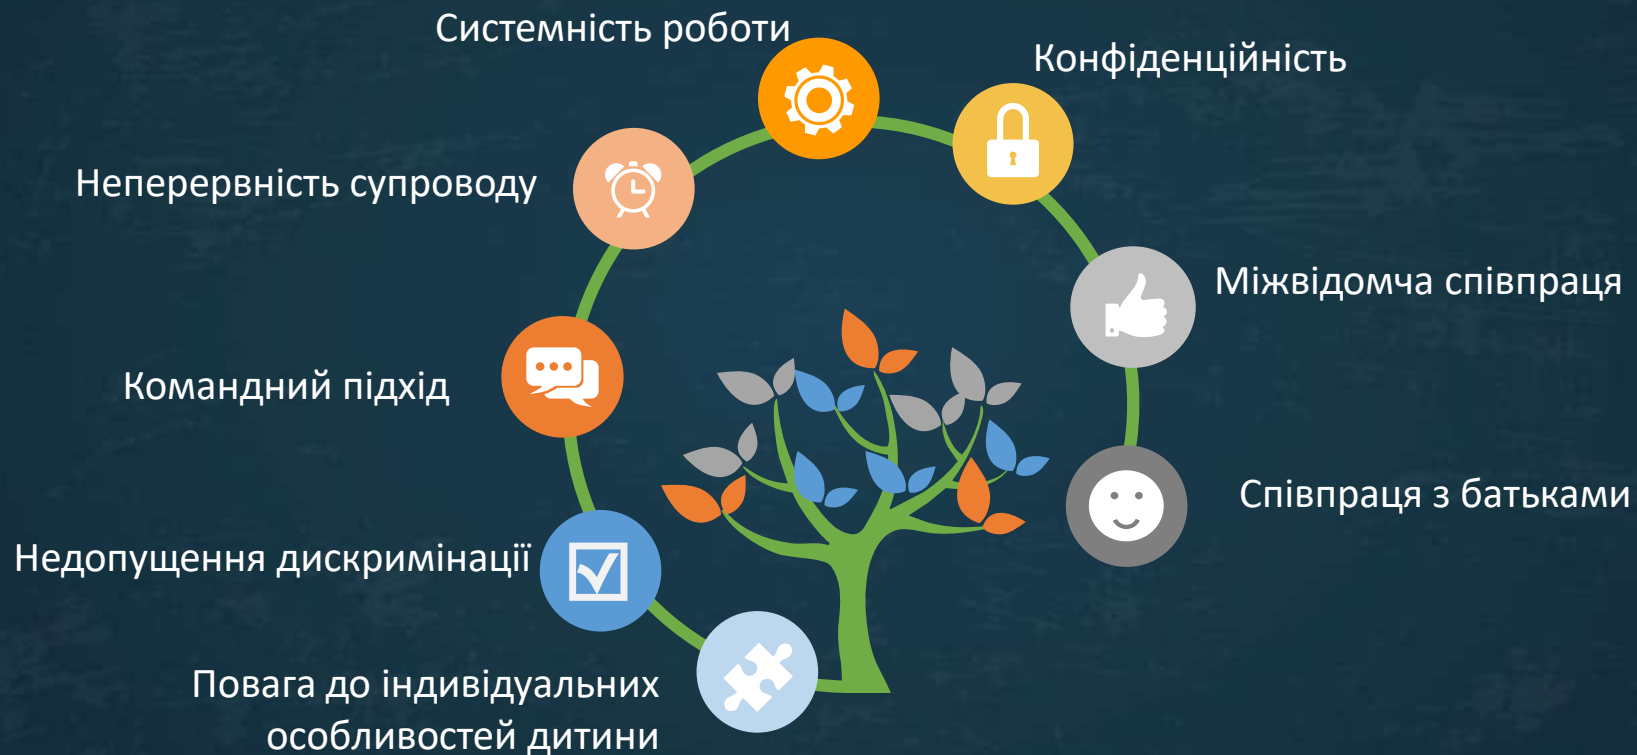 Системність роботи
Конфіденційність
Неперервність супроводу
Міжвідомча співпраця
Командний підхід
Співпраця з батьками
Недопущення дискримінації
Повага до індивідуальних
особливостей дитини